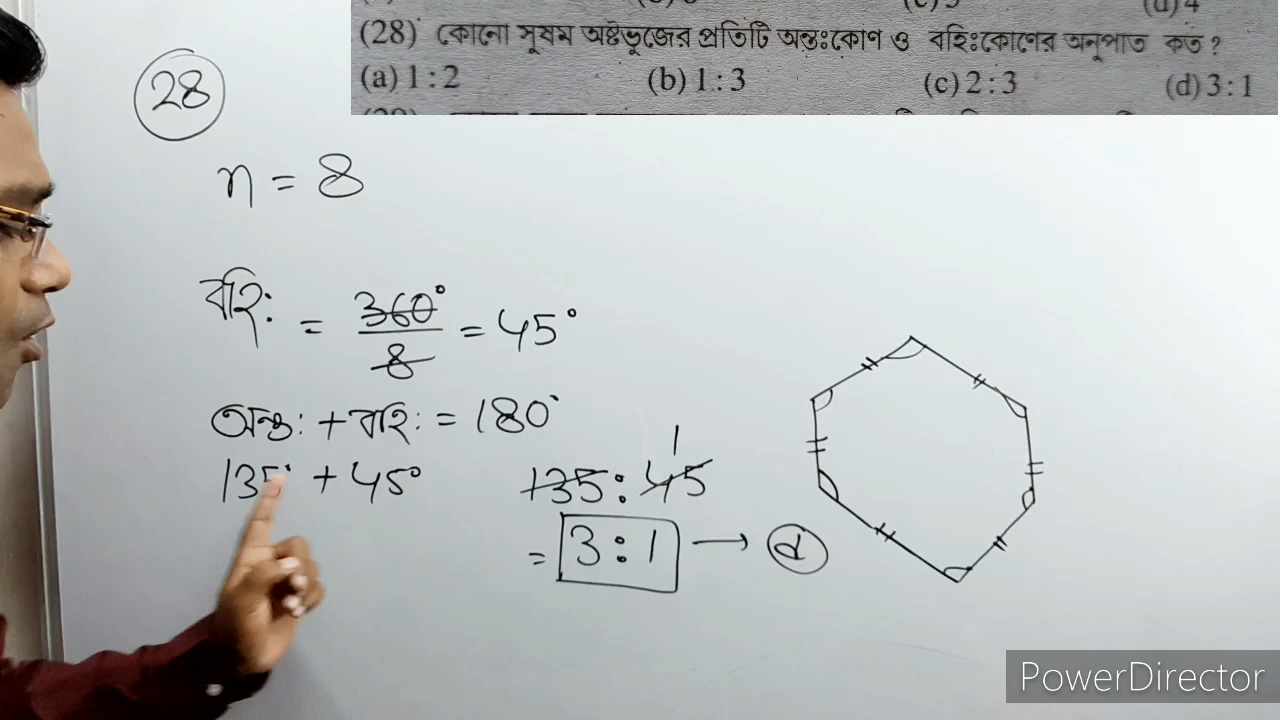 (28) কোনো সুষম অষ্টভুজের প্রতিটি অন্তঃকোণ ও বহিঃকোণের অনুপাত কত ?
(a) 1 : 2 (b) 1 : 3 (c) 2 : 3 (d) 3 : 1
28
n = 8
বহিঃ = 360° / 8 = 45°
অন্তঃ + বহিঃ = 180°
135° + 45°
135 : 45 1
= 3 : 1 → d
PowerDirector